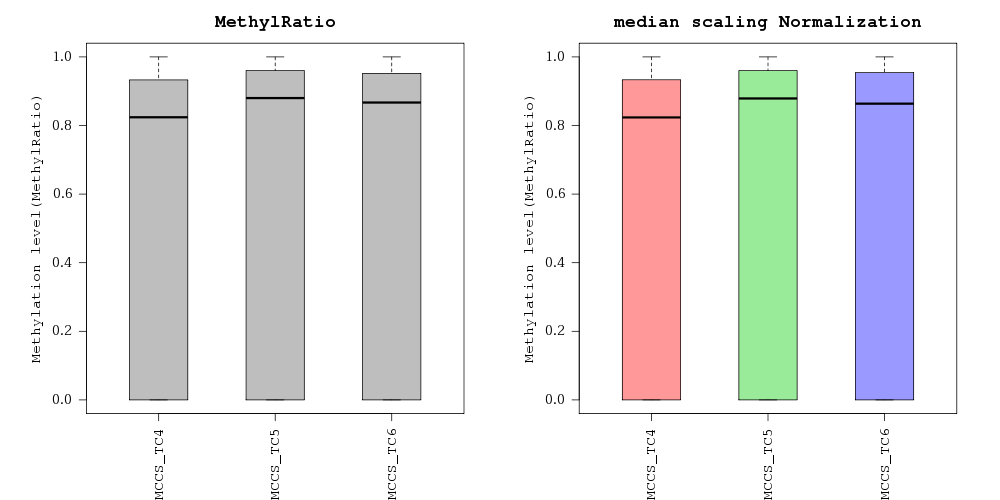 MethylRatio
Methylation level(MethylRatio)
1.0
0.8
0.6
0.4
0.2
0.0
MCCS_TC4
MCCS_TC5
MCCS_TC6
median scaling Normalization
Methylation level(MethylRatio)
1.0
0.8
0.6
0.4
0.2
0.0
MCCS_TC4
MCCS_TC5
MCCS_TC6